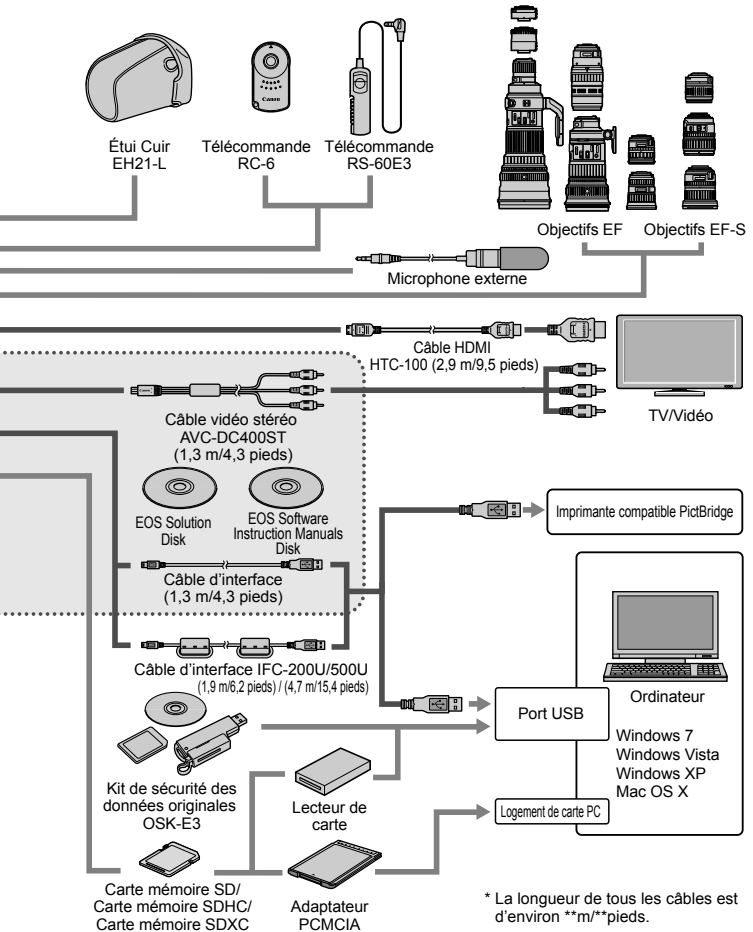 Canon
Étui Cuir
EH21-L
Télécommande
RC-6
Télécommande
RS-60E3
Objectifs EF
Objectifs EF-S
Microphone externe
Câble HDMI
HTC-100 (2,9 m/9,5 pieds)
TV/Vidéo
Câble vidéo stéréo
AVC-DC400ST
(1,3 m/4,3 pieds)
EOS Solution
Disk
EOS Software
Instruction Manuals
Disk
Imprimante compatible PictBridge
Câble d’interface
(1,3 m/4,3 pieds)
Câble d’interface IFC-200U/500U
(1,9 m/6,2 pieds) / (4,7 m/15,4 pieds)
Port USB
Ordinateur
Windows 7
Windows Vista
Windows XP
Mac OS X
Kit de sécurité des
données originales
OSK-E3
Lecteur de
carte
Logement de carte PC
Carte mémoire SD/
Carte mémoire SDHC/
Carte mémoire SDXC
Adaptateur
PCMCIA
* La longueur de tous les câbles est
d’environ **m/**pieds.